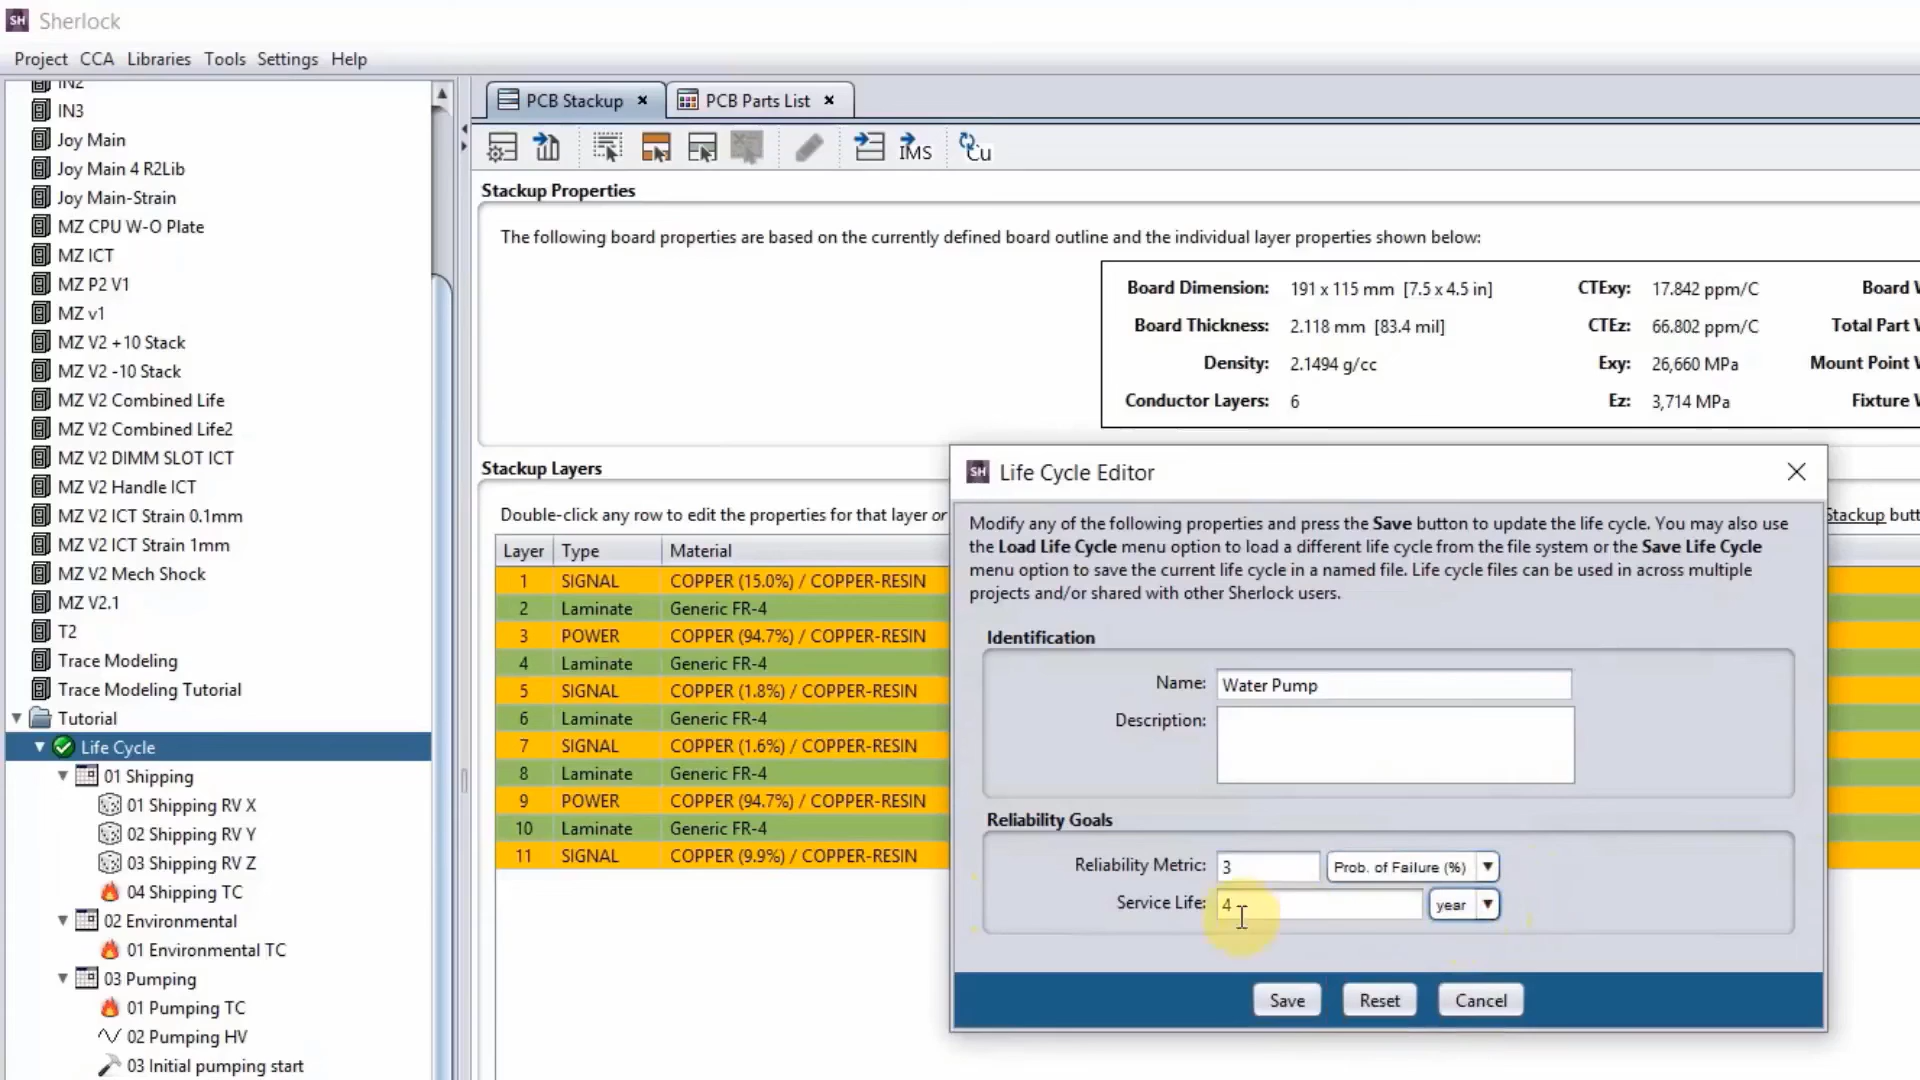 SH Sherlock
Project CCA Libraries Tools Settings Help
IN2
IN3
Joy Main
Joy Main 4 R2Lib
Joy Main-Strain
MZ CPU W-O Plate
MZ ICT
MZ P2 V1
MZ v1
MZ V2 +10 Stack
MZ V2 -10 Stack
MZ V2 Combined Life
MZ V2 Combined Life2
MZ V2 DIMM SLOT ICT
MZ V2 Handle ICT
MZ V2 ICT Strain 0.1mm
MZ V2 ICT Strain 1mm
MZ V2 Mech Shock
MZ V2.1
T2
Trace Modeling
Trace Modeling Tutorial
Tutorial
Life Cycle
01 Shipping
01 Shipping RV X
02 Shipping RV Y
03 Shipping RV Z
04 Shipping TC
02 Environmental
01 Environmental TC
03 Pumping
01 Pumping TC
02 Pumping HV
03 Initial pumping start
PCB Stackup PCB Parts List
IMS Cu
Stackup Properties
The following board properties are based on the currently defined board outline and the individual layer properties shown below:
Board Dimension: 191 x 115 mm [7.5 x 4.5 in] CTExy: 17.842 ppm/C Board W
Board Thickness: 2.118 mm [83.4 mil] CTEz: 66.802 ppm/C Total Part W
Density: 2.1494 g/cc Exy: 26,660 MPa Mount Point W
Conductor Layers: 6 Ez: 3,714 MPa Fixture W
Stackup Layers
Double-click any row to edit the properties for that layer or Stackup butt
Layer Type Material
1 SIGNAL COPPER (15.0%) / COPPER-RESIN
2 Laminate Generic FR-4
3 POWER COPPER (94.7%) / COPPER-RESIN
4 Laminate Generic FR-4
5 SIGNAL COPPER (1.8%) / COPPER-RESIN
6 Laminate Generic FR-4
7 SIGNAL COPPER (1.6%) / COPPER-RESIN
8 Laminate Generic FR-4
9 POWER COPPER (94.7%) / COPPER-RESIN
10 Laminate Generic FR-4
11 SIGNAL COPPER (9.9%) / COPPER-RESIN
SH Life Cycle Editor
Modify any of the following properties and press the Save button to update the life cycle. You may also use
the Load Life Cycle menu option to load a different life cycle from the file system or the Save Life Cycle
menu option to save the current life cycle in a named file. Life cycle files can be used in across multiple
projects and/or shared with other Sherlock users.
Identification
Name: Water Pump
Description:
Reliability Goals
Reliability Metric: 3 Prob. of Failure (%)
Service Life: 4 year
Save Reset Cancel